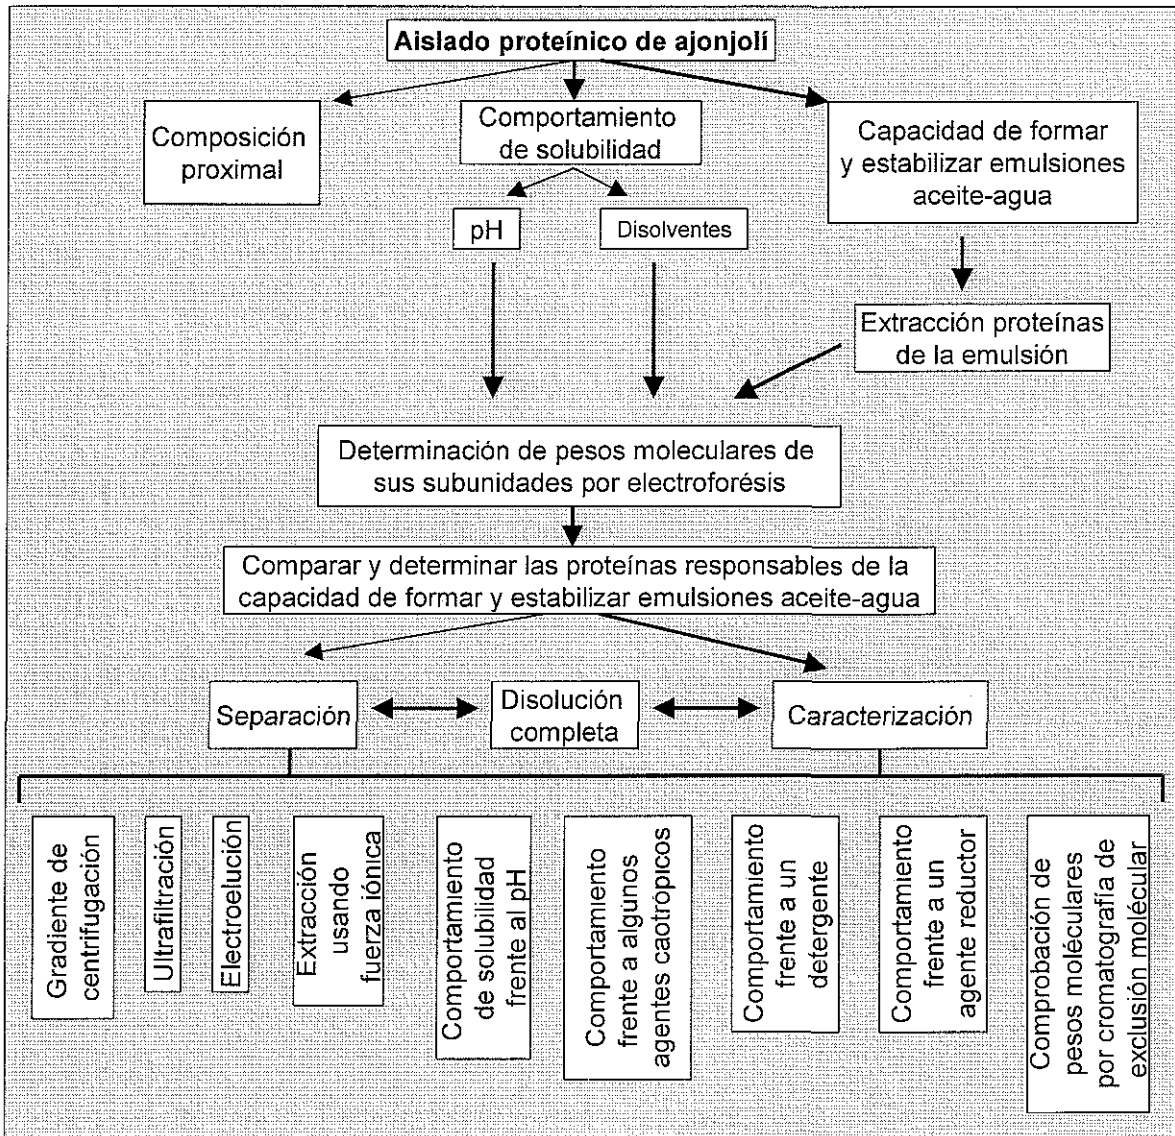 Aislado proteínico de ajonjolí
Composición
proximal
Comportamiento
de solubilidad
Capacidad de formar
y estabilizar emulsiones
aceite-agua
pH
Disolventes
Extracción proteínas
de la emulsión
Determinación de pesos moleculares de
sus subunidades por electroforésis
Comparar y determinar las proteínas responsables de la
capacidad de formar y estabilizar emulsiones aceite-agua
Separación
Disolución
completa
Caracterización
Gradiente de
centrifugación
Ultrafiltración
Electroelución
Extracción
usando
fuerza iónica
Comportamiento
de solubilidad
frente al pH
Comportamiento
frente a algunos
agentes caotrópicos
Comportamiento
frente a un
detergente
Comportamiento
frente a un
agente reductor
Comprobación de
pesos moléculares
por cromatografía de
exclusión molécular